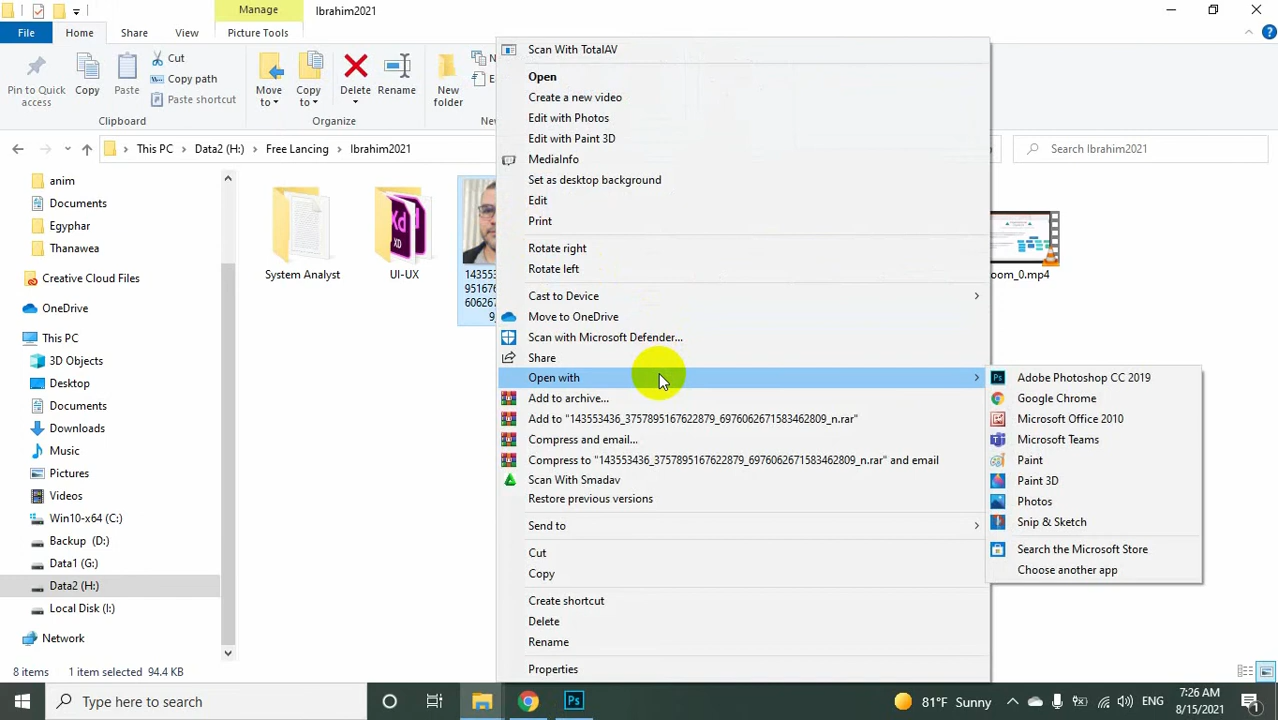 Manage
Ibrahim2021
File
Home
Share
View
Picture Tools
Pin to Quick
access
Copy
Paste
Cut
Copy path
Paste shortcut
Clipboard
Move
to
Copy
to
Delete
Rename
Organize
New
folder
This PC
Data2 (H:)
Free Lancing
Ibrahim2021
Search Ibrahim2021
anim
Documents
Egyphar
Thanawea
Creative Cloud Files
OneDrive
This PC
3D Objects
Desktop
Documents
Downloads
Music
Pictures
Videos
Win10-x64 (C:)
Backup (D:)
Data1 (G:)
Data2 (H:)
Local Disk (I:)
Network
System Analyst
Xd
XD
UI-UX
oom_0.mp4
Scan With TotalAV
Open
Create a new video
Edit with Photos
Edit with Paint 3D
MediaInfo
Set as desktop background
Edit
Print
Rotate right
Rotate left
Cast to Device
Move to OneDrive
Scan with Microsoft Defender...
Share
Open with
Add to archive...
Add to "143553436_3757895167622879_6976062671583462809_n.rar"
Compress and email...
Compress to "143553436_3757895167622879_6976062671583462809_n.rar" and email
Scan With Smadav
Restore previous versions
Send to
Cut
Copy
Create shortcut
Delete
Rename
Properties
Adobe Photoshop CC 2019
Google Chrome
Microsoft Office 2010
Microsoft Teams
Paint
Paint 3D
Photos
Snip & Sketch
Search the Microsoft Store
Choose another app
8 items
1 item selected 94.4 KB
Type here to search
Ps
81°F Sunny
ENG
7:26 AM
8/15/2021